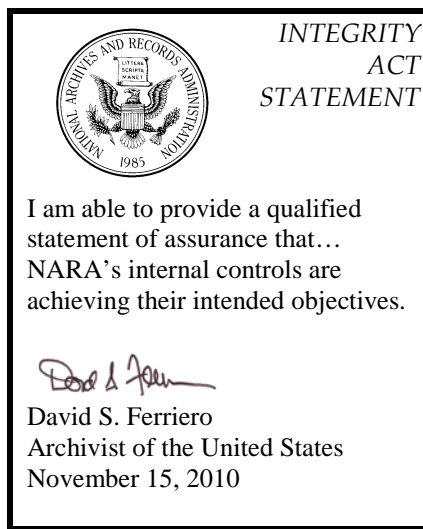 INTEGRITY
ACT
STATEMENT
NATIONAL ARCHIVES AND RECORDS ADMINISTRATION
LITTERA
SCRIPTA
MANET
1985
I am able to provide a qualified
statement of assurance that…
NARA’s internal controls are
achieving their intended objectives.
David S. Ferriero
Archivist of the United States
November 15, 2010